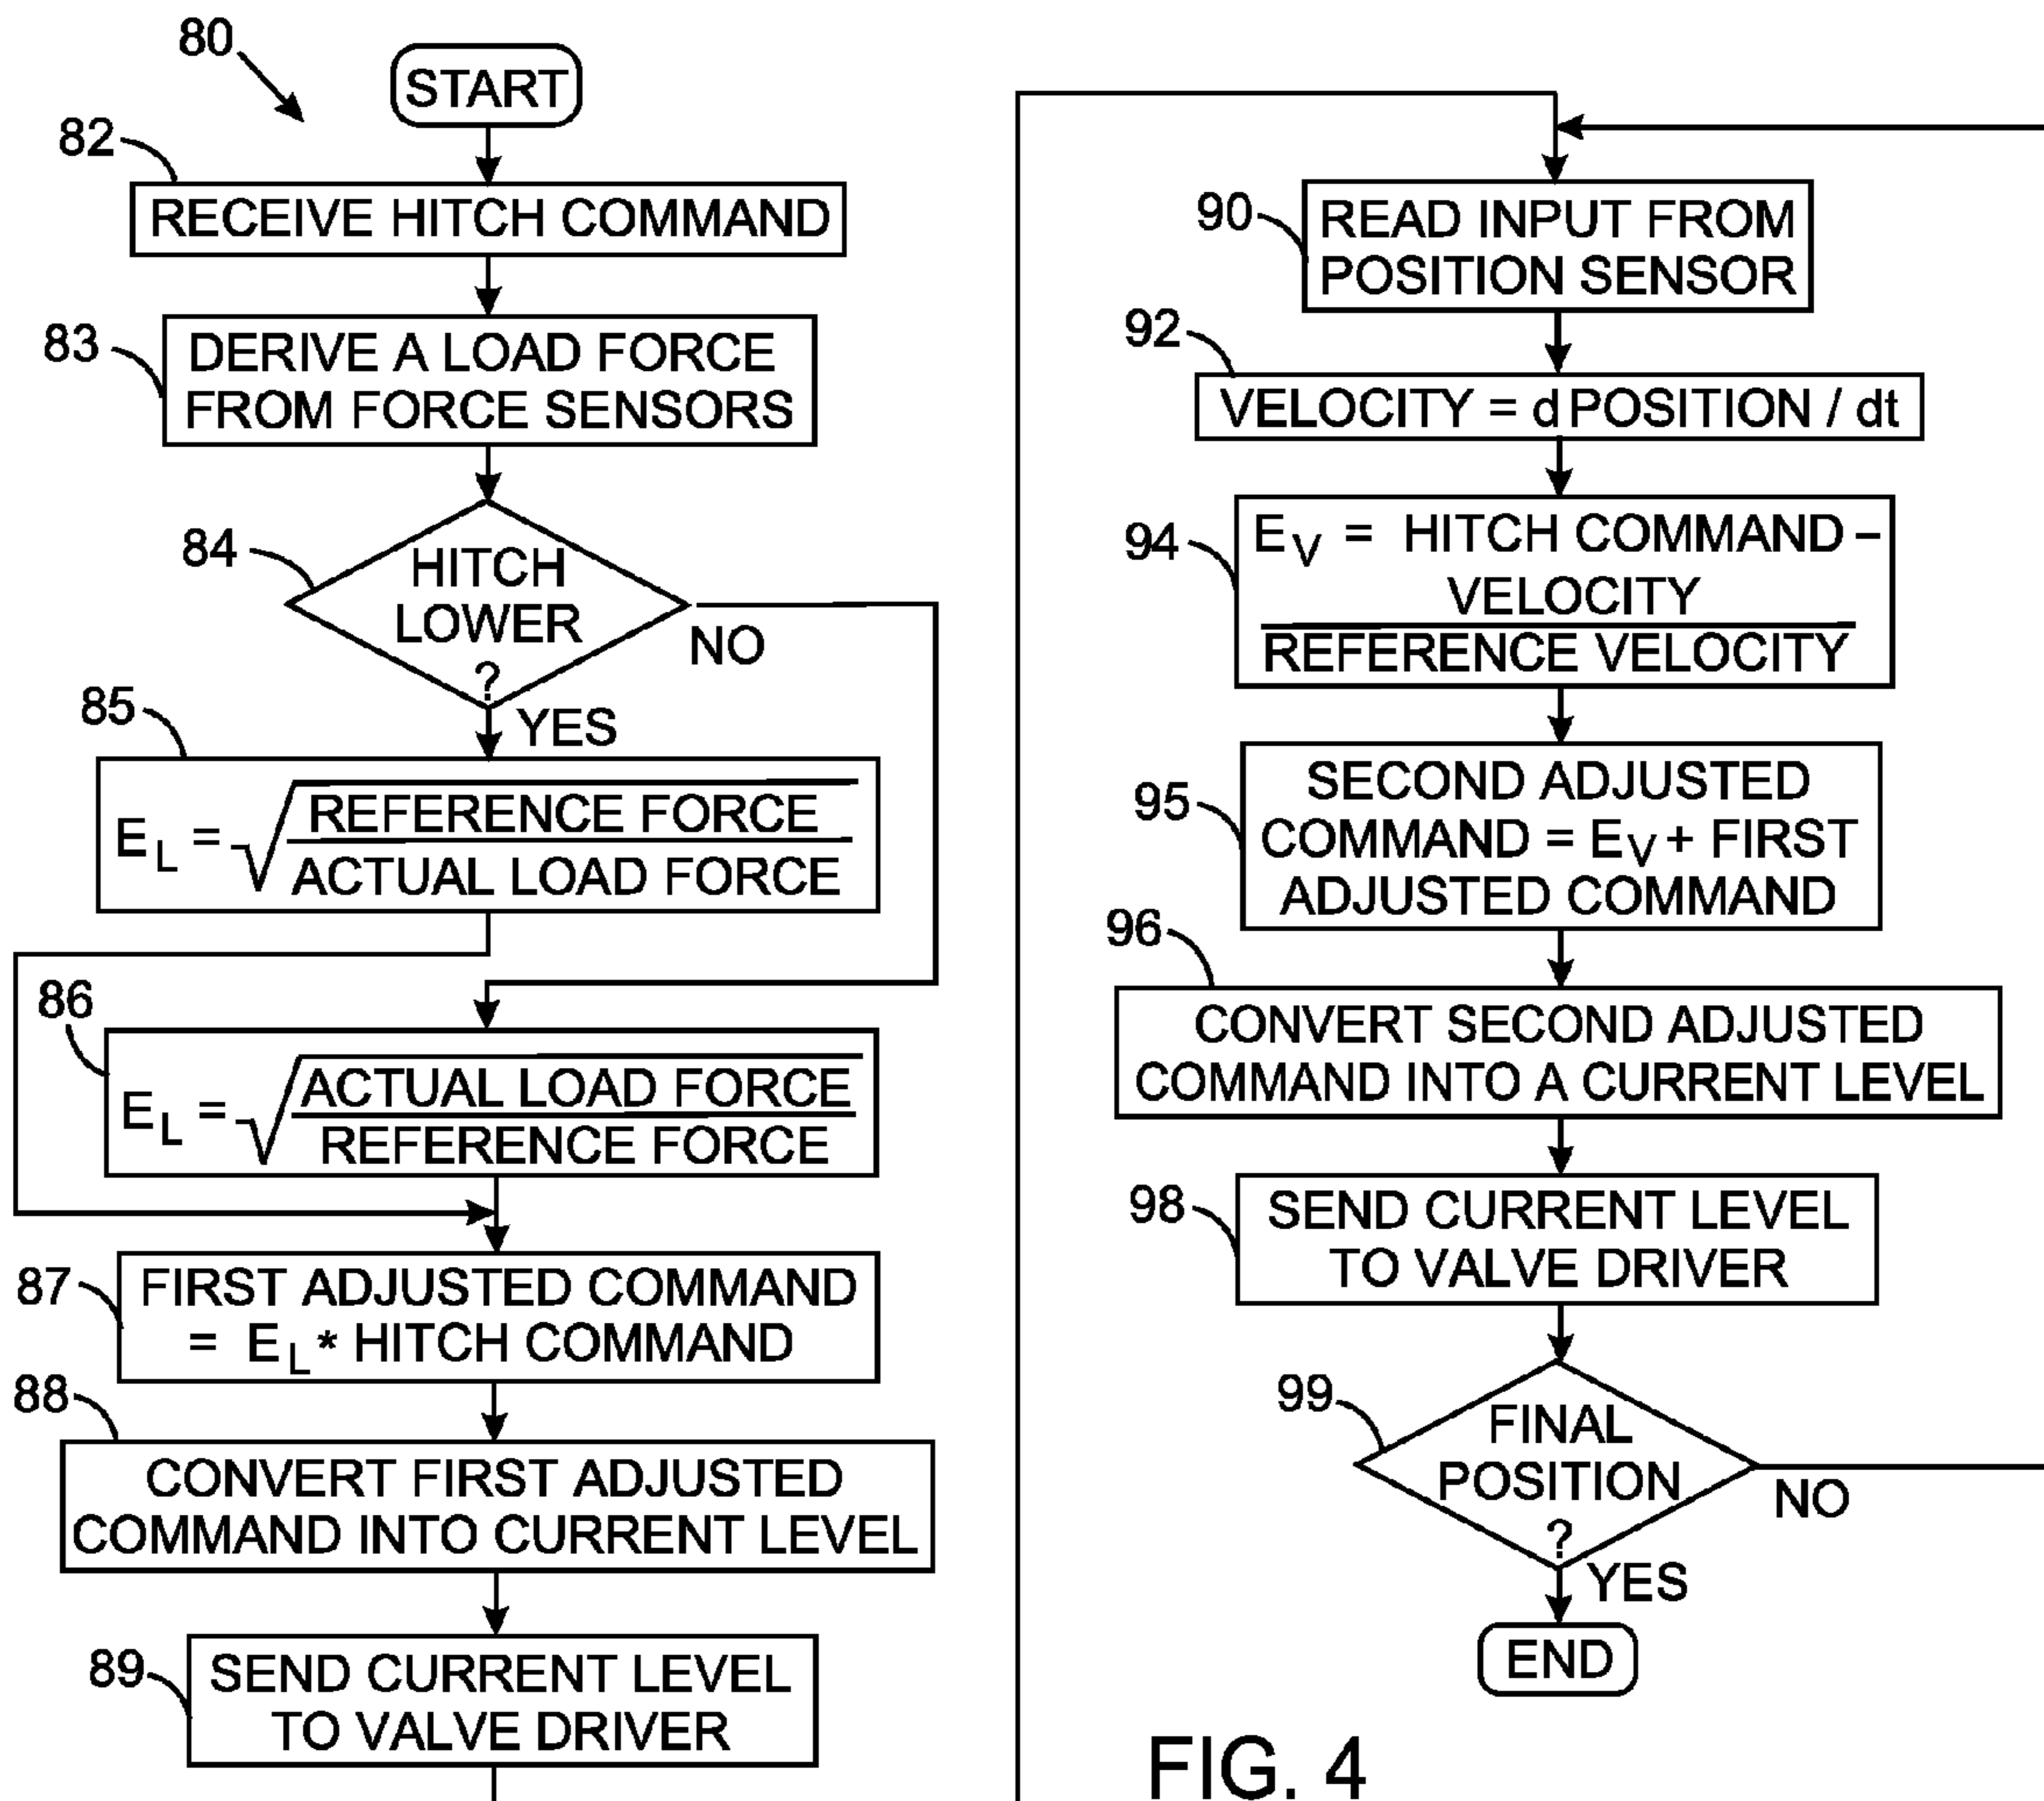 80
START
82
RECEIVE HITCH COMMAND
83
DERIVE A LOAD FORCE
FROM FORCE SENSORS
84
HITCH
LOWER
?
NO
YES
85
E L = √ REFERENCE FORCE
ACTUAL LOAD FORCE
86
E L = √ ACTUAL LOAD FORCE
REFERENCE FORCE
87
FIRST ADJUSTED COMMAND
= E L * HITCH COMMAND
88
CONVERT FIRST ADJUSTED
COMMAND INTO CURRENT LEVEL
89
SEND CURRENT LEVEL
TO VALVE DRIVER
90
READ INPUT FROM
POSITION SENSOR
92
VELOCITY = d POSITION / dt
94
E V = HITCH COMMAND –
VELOCITY
REFERENCE VELOCITY
95
SECOND ADJUSTED
COMMAND = E V + FIRST
ADJUSTED COMMAND
96
CONVERT SECOND ADJUSTED
COMMAND INTO A CURRENT LEVEL
98
SEND CURRENT LEVEL
TO VALVE DRIVER
99
FINAL
POSITION
?
NO
YES
END
FIG. 4